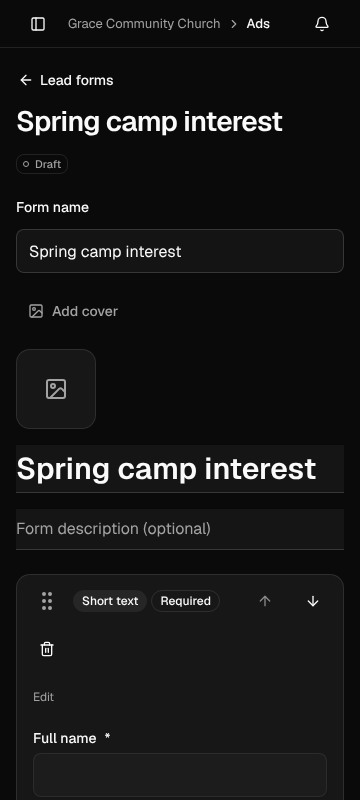 Grace Community Church > Ads
Lead forms
Spring camp interest
Draft
Form name
Spring camp interest
Add cover
Spring camp interest
Form description (optional)
Short text Required
Edit
Full name *